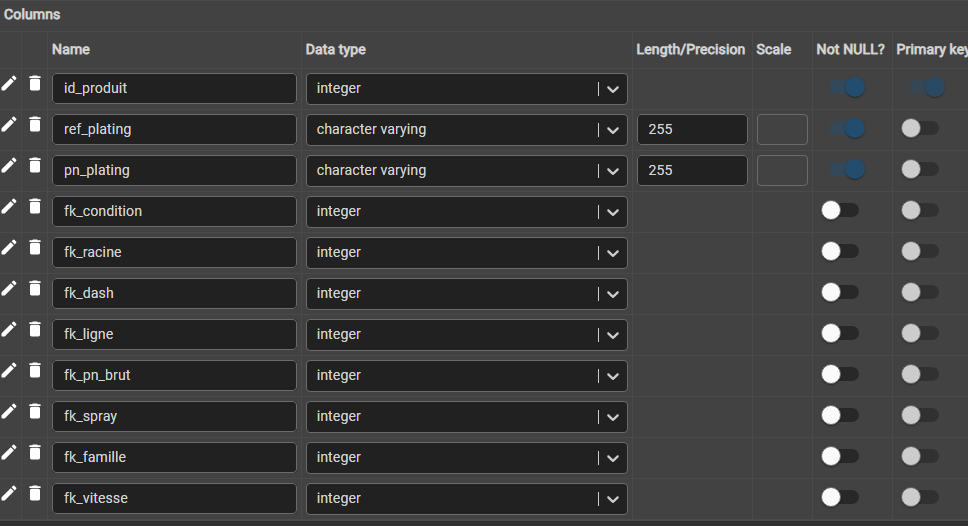 Columns
Name Data type Length/Precision Scale Not NULL? Primary key
id_produit integer
ref_plating character varying 255
pn_plating character varying 255
fk_condition integer
fk_racine integer
fk_dash integer
fk_ligne integer
fk_pn_brut integer
fk_spray integer
fk_famille integer
fk_vitesse integer